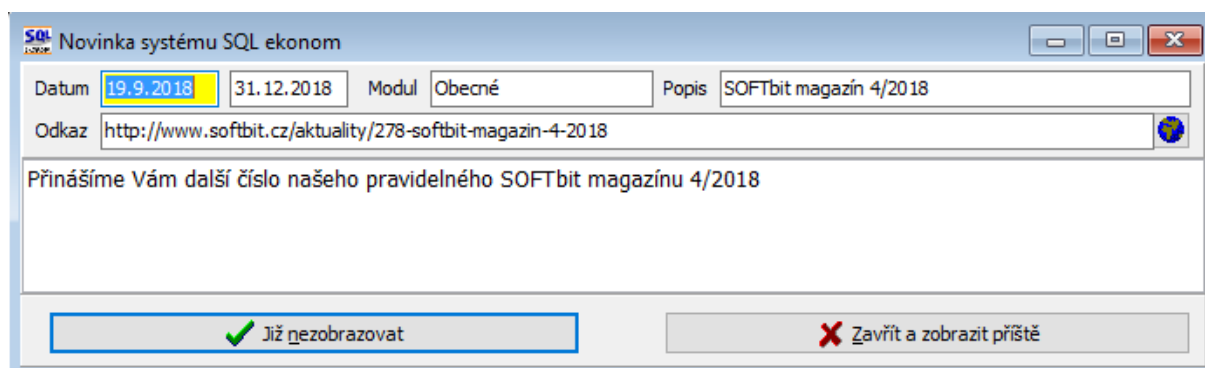 SQL Novinka systému SQL ekonom
Datum 19.9.2018 31.12.2018 Modul Obecné Popis SOFTbit magazín 4/2018
Odkaz http://www.softbit.cz/aktuality/278-softbit-magazin-4-2018
Přinášíme Vám další číslo našeho pravidelného SOFTbit magazínu 4/2018
Již nezobrazovat Zavřít a zobrazit příště